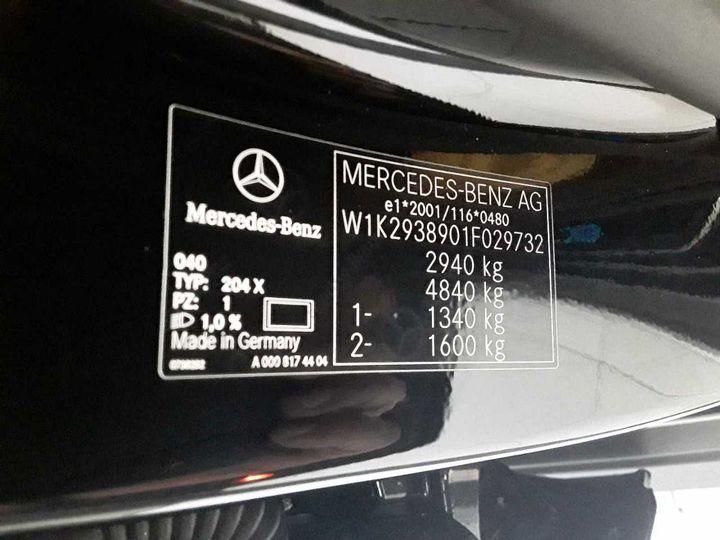 Mercedes-Benz
040
TYP: 204 X
PZ: 1
1,0 %
Made in Germany
A 000 817 44 04
MERCEDES-BENZ AG
e1*2001/116*0480
W1K2938901F029732
2940 kg
4840 kg
1- 1340 kg
2- 1600 kg